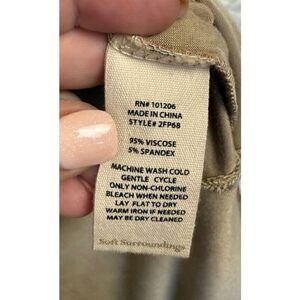 RN# 101206
MADE IN CHINA
STYLE# 2FP68
95% VISCOSE
5% SPANDEX
MACHINE WASH COLD
GENTLE CYCLE
ONLY NON-CHLORINE
BLEACH WHEN NEEDED
LAY FLAT TO DRY
WARM IRON IF NEEDED
MAY BE DRY CLEANED
Soft Surroundings